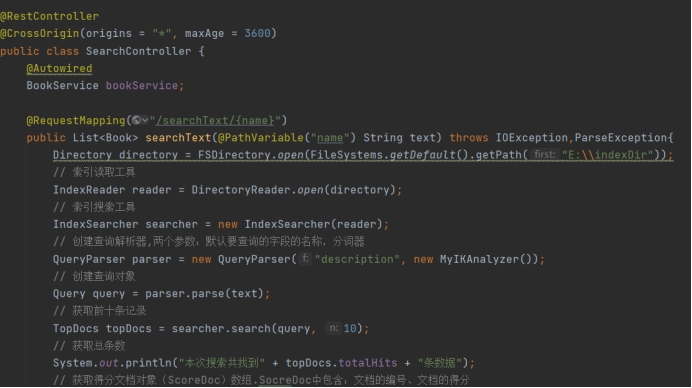 @RestController
@CrossOrigin(origins = "*", maxAge = 3600)
public class SearchController {
@Autowired
BookService bookService;
@RequestMapping("/searchText/{name}")
public List<Book> searchText(@PathVariable("name") String text) throws IOException,ParseException{
Directory directory = FSDirectory.open(FileSystems.getDefault().getPath( first: "E:\\indexDir"));
// 索引读取工具
IndexReader reader = DirectoryReader.open(directory);
// 索引搜索工具
IndexSearcher searcher = new IndexSearcher(reader);
// 创建查询解析器,两个参数：默认要查询的字段的名称，分词器
QueryParser parser = new QueryParser( f: "description", new MyIKAnalyzer());
// 创建查询对象
Query query = parser.parse(text);
// 获取前十条记录
TopDocs topDocs = searcher.search(query, n: 10);
// 获取总条数
System.out.println("本次搜索共找到" + topDocs.totalHits + "条数据");
// 获取得分文档对象（ScoreDoc）数组.SocreDoc中包含：文档的编号、文档的得分